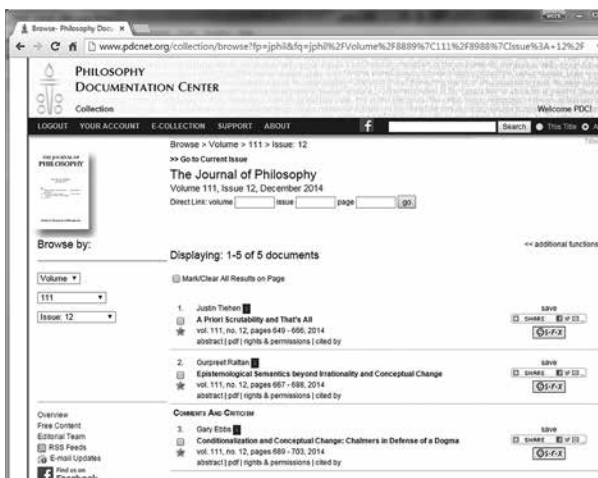 Browse- Philosophy Docu
www.pdcnet.org/collection/browse?fp=jphil&fq=jphil%2FVolume%2F8889%7C111%2F8988%7CIssue%3A+12%2F
PHILOSOPHY
DOCUMENTATION CENTER
Collection
Welcome PDC!
LOGOUT YOUR ACCOUNT E-COLLECTION SUPPORT ABOUT
Search This Title
Browse > Volume > 111 > Issue: 12
>> Go to Current Issue
THE JOURNAL OF
PHILOSOPHY
The Journal of Philosophy
Volume 111, Issue 12, December 2014
Direct Link: volume issue page go
Browse by:
<< additional functions
Displaying: 1-5 of 5 documents
Volume
Mark/Clear All Results on Page
111
Issue: 12
1. Justin Tiehen
save
A Priori Scrutability and That's All
SHARE
vol. 111, no. 12, pages 649 - 666, 2014
S·F·X
abstract | pdf | rights & permissions | cited by
2. Gurpreet Rattan
save
Epistemological Semantics beyond Irrationality and Conceptual Change
SHARE
vol. 111, no. 12, pages 667 - 688, 2014
S·F·X
abstract | pdf | rights & permissions | cited by
Overview
Free Content
COMMENTS AND CRITICISM
Editorial Team
3. Gary Ebbs
save
RSS Feeds
Conditionalization and Conceptual Change: Chalmers in Defense of a Dogma
SHARE
E-mail Updates
vol. 111, no. 12, pages 689 - 703, 2014
S·F·X
abstract | pdf | rights & permissions | cited by
Find us on
Facebook